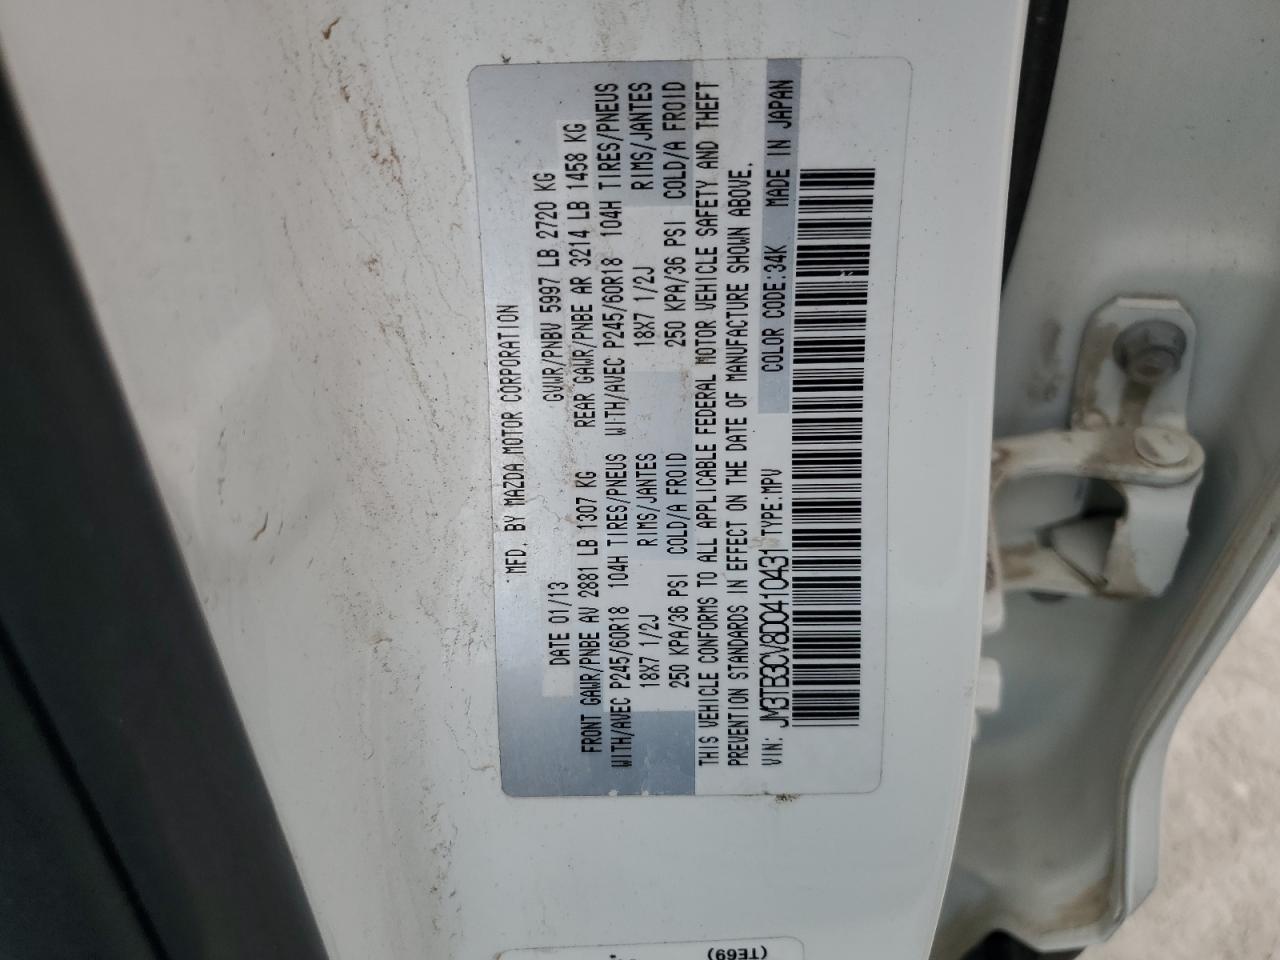 MFD. BY MAZDA MOTOR CORPORATION
DATE 01/13 GVWR/PNBV 5997 LB 2720 KG
FRONT GAWR/PNBE AV 2881 LB 1307 KG REAR GAWR/PNBE AR 3214 LB 1458 KG
WITH/AVEC P245/60R18 104H TIRES/PNEUS WITH/AVEC P245/60R18 104H TIRES/PNEUS
18X7 1/2J RIMS/JANTES 18X7 1/2J RIMS/JANTES
250 KPA/36 PSI COLD/A FROID 250 KPA/36 PSI COLD/A FROID
THIS VEHICLE CONFORMS TO ALL APPLICABLE FEDERAL MOTOR VEHICLE SAFETY AND THEFT
PREVENTION STANDARDS IN EFFECT ON THE DATE OF MANUFACTURE SHOWN ABOVE.
VIN: JM3TB3CV8D0410431 TYPE:MPV COLOR CODE:34K MADE IN JAPAN
(TE69)